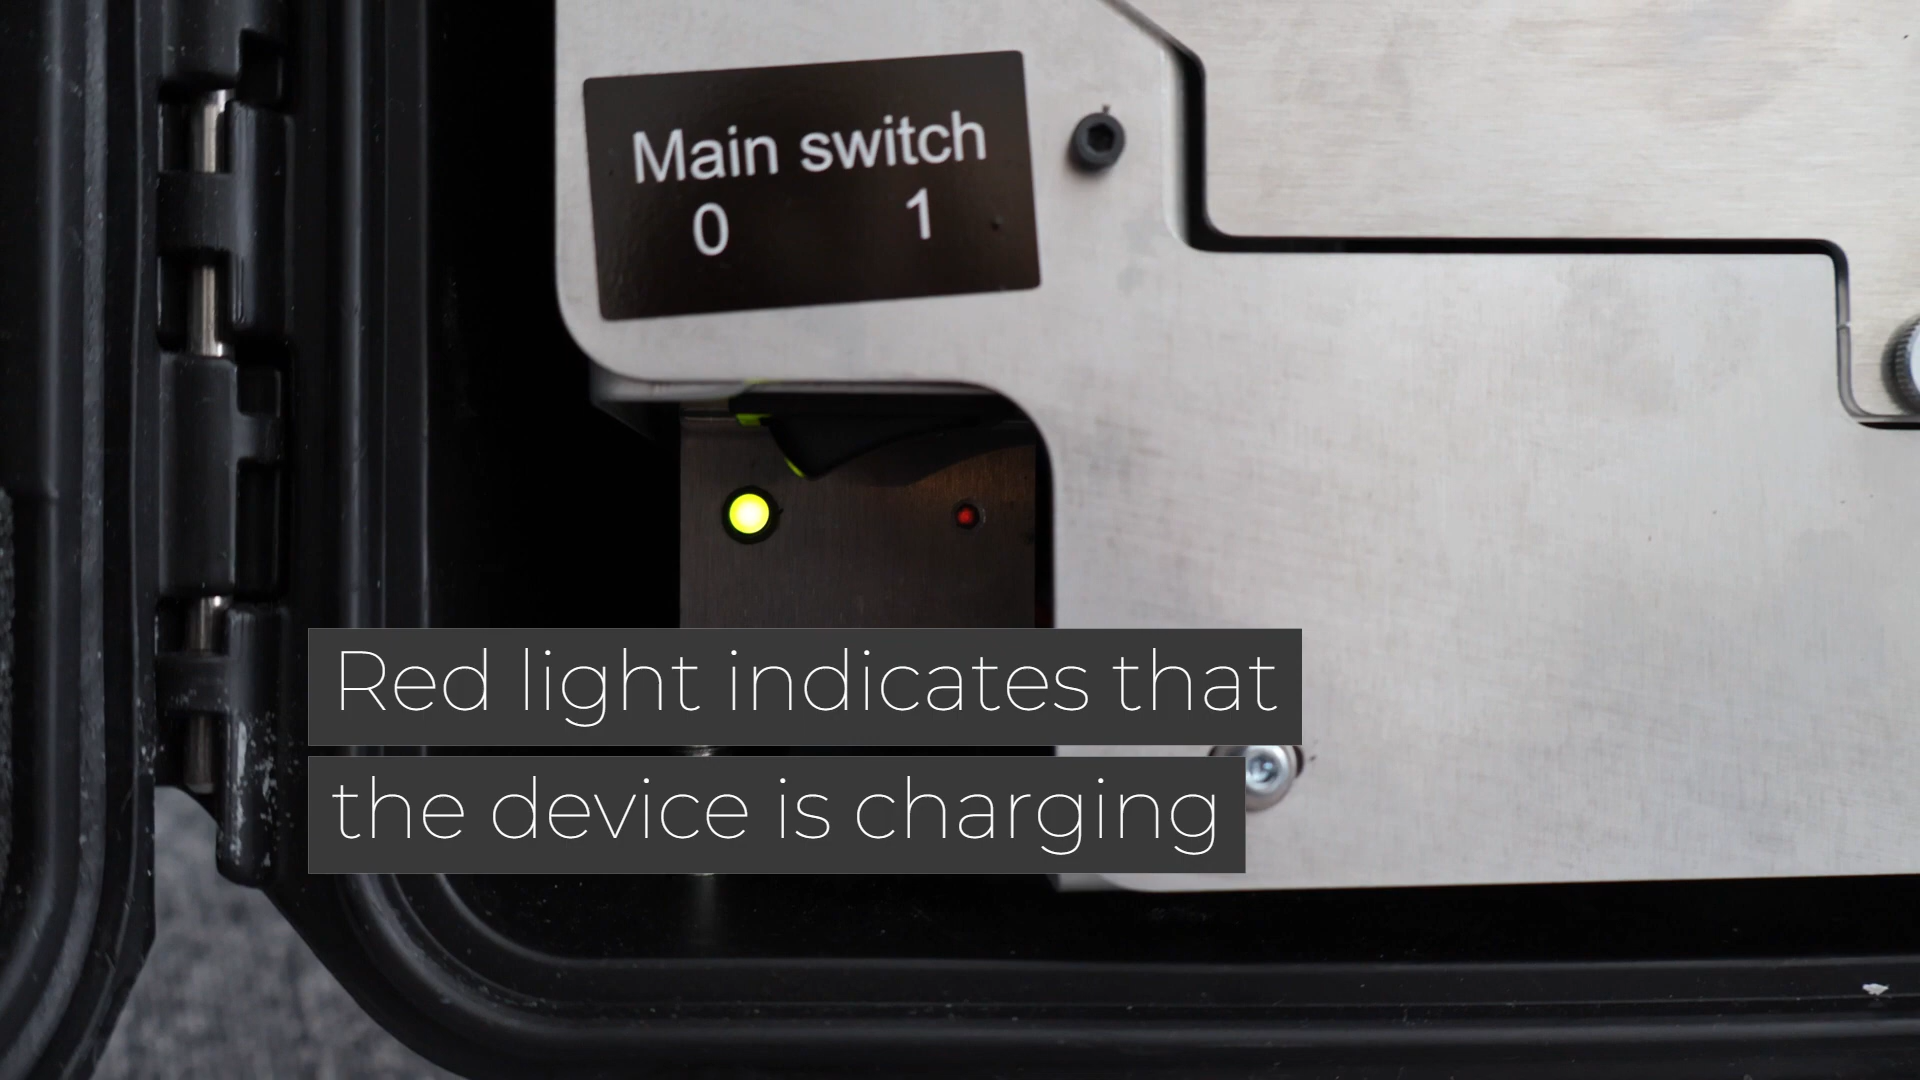 Main switch
0 1
Red light indicates that
the device is charging